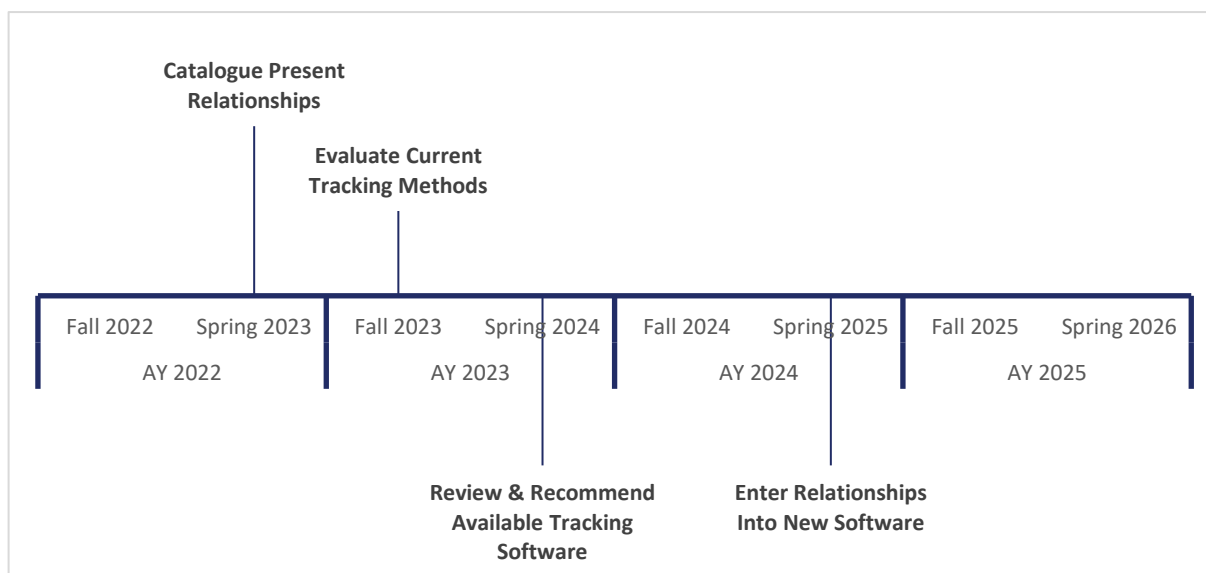 Catalogue Present
Relationships
Evaluate Current
Tracking Methods
Fall 2022 Spring 2023 Fall 2023 Spring 2024 Fall 2024 Spring 2025 Fall 2025 Spring 2026
AY 2022 AY 2023 AY 2024 AY 2025
Review & Recommend
Available Tracking
Software
Enter Relationships
Into New Software